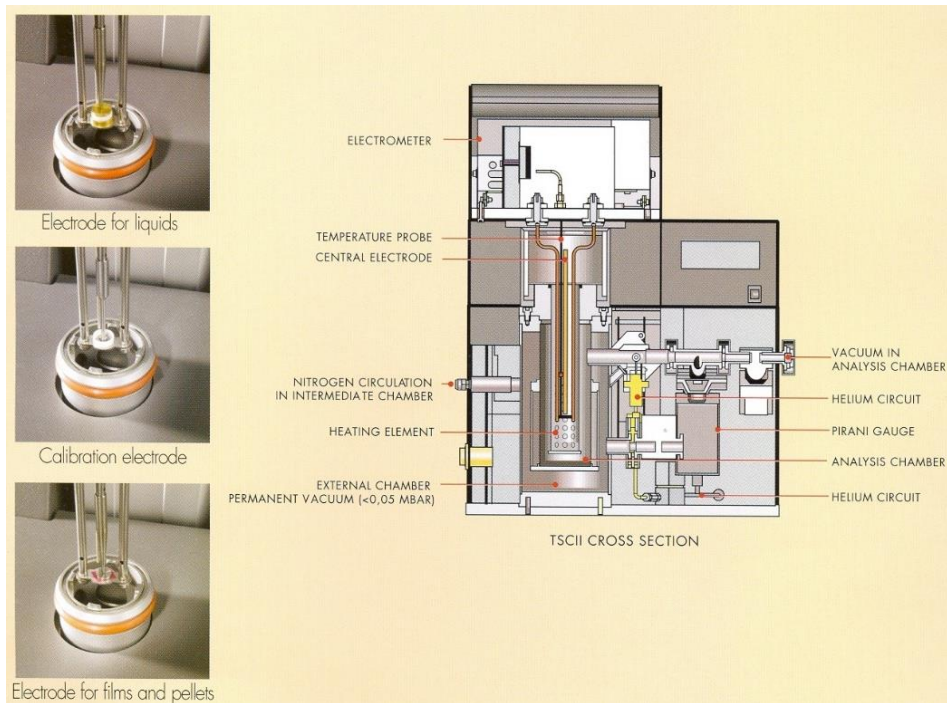 Electrode for liquids
Calibration electrode
Electrode for films and pellets
ELECTROMETER
TEMPERATURE PROBE
CENTRAL ELECTRODE
NITROGEN CIRCULATION
IN INTERMEDIATE CHAMBER
HEATING ELEMENT
EXTERNAL CHAMBER
PERMANENT VACUUM (<0,05 MBAR)
VACUUM IN
ANALYSIS CHAMBER
HELIUM CIRCUIT
PIRANI GAUGE
ANALYSIS CHAMBER
HELIUM CIRCUIT
TSCII CROSS SECTION